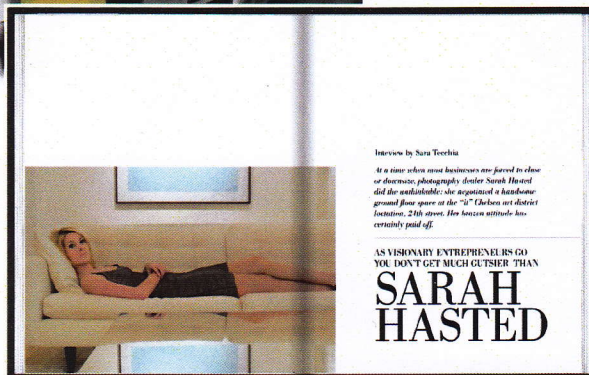 Interview by Sara Tecchia
At a time when most businesses are forced to close
or downsize, photography dealer Sarah Hasted
did the unthinkable: she negotiated a handsome
ground floor space at the “it” Chelsea art district
loctation, 24th street. Her brazen attitude has
certainly paid off.
AS VISIONARY ENTREPRENEURS GO
YOU DON'T GET MUCH GUTSIER THAN
SARAH
HASTED